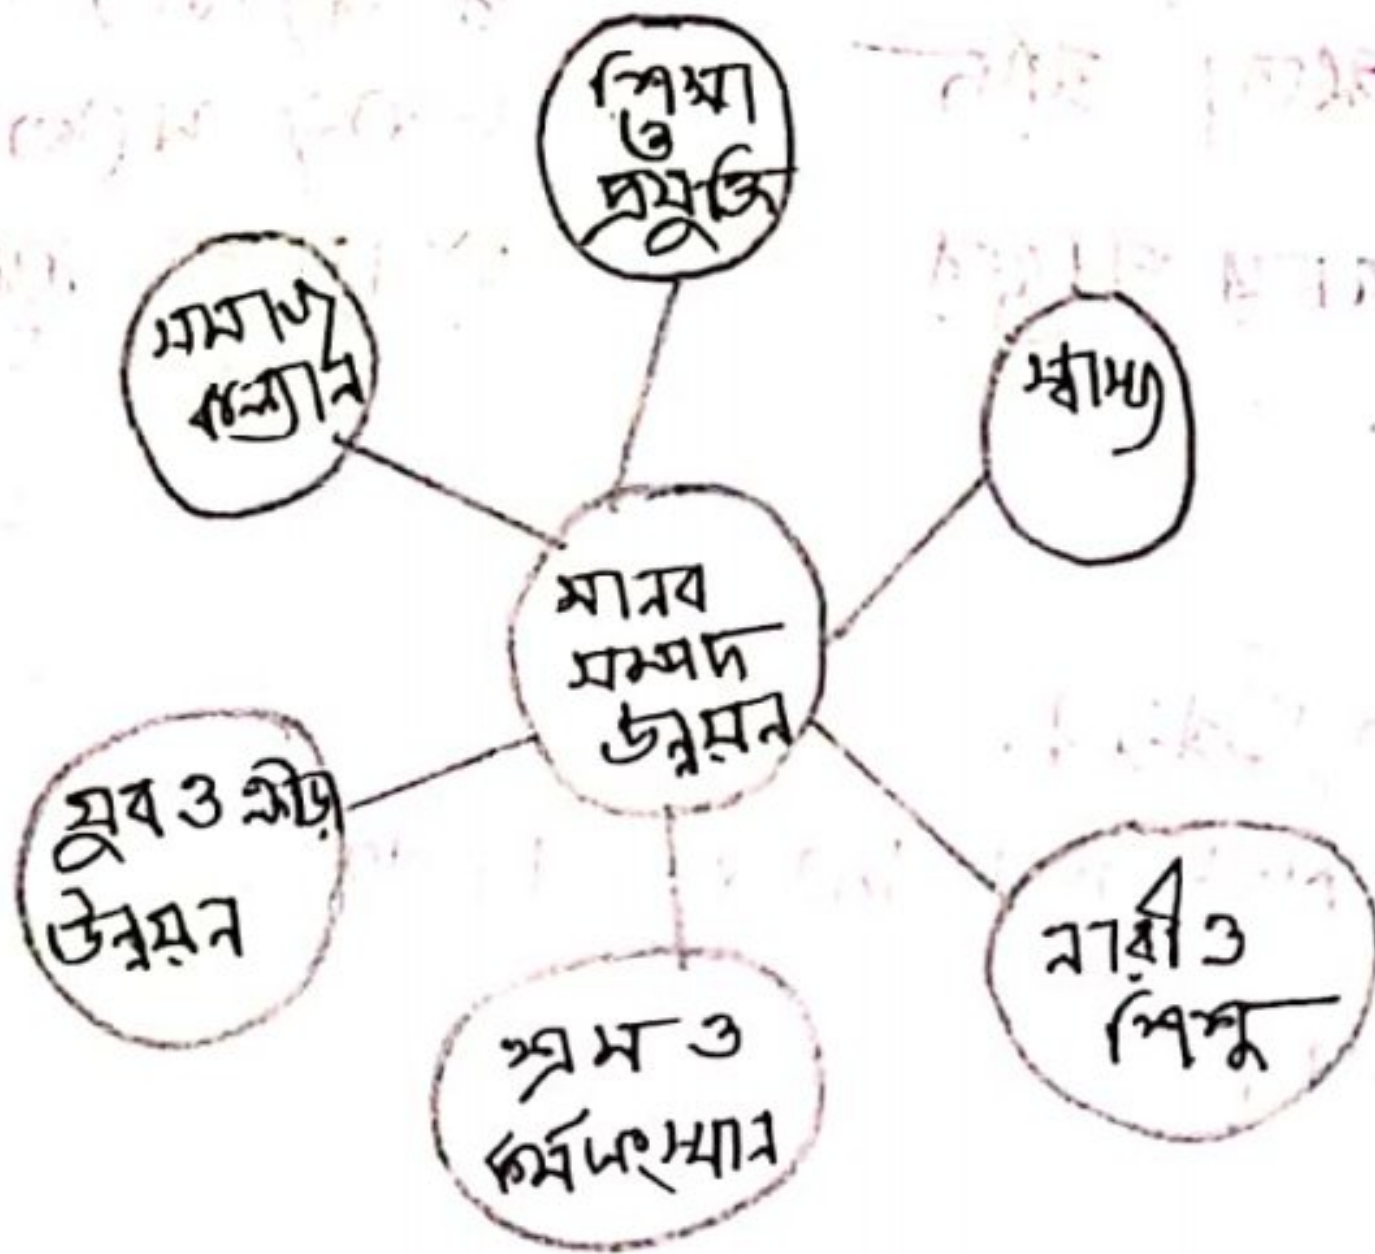 শিক্ষা
ও
প্রযুক্তি
সমাজ
কল্যান
স্বাস্থ্য
মানব
সম্পদ
উন্নয়ন
যুব ও ক্রীড়া
উন্নয়ন
নারী ও
শিশু
শ্রম ও
কর্মসংস্থান